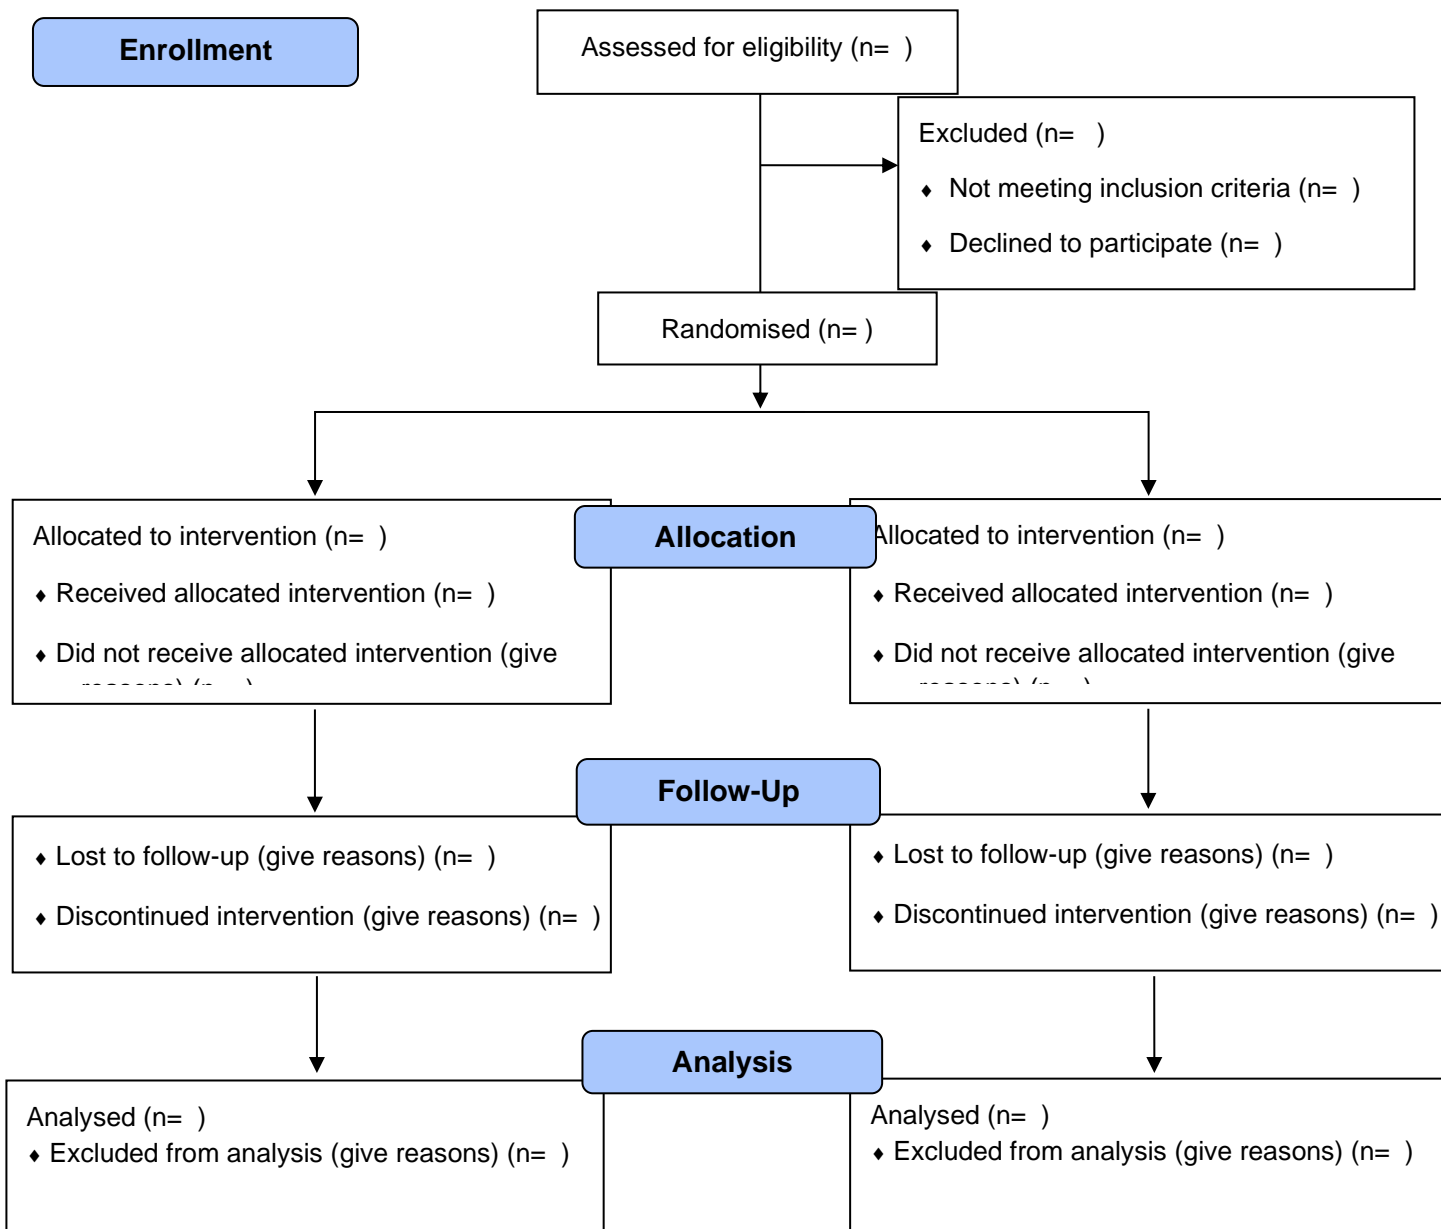 Enrollment
Assessed for eligibility (n=  )
Excluded (n=   )
♦ Not meeting inclusion criteria (n=  )
♦ Declined to participate (n=  )
Randomised (n= )
Allocation
Allocated to intervention (n=  )
♦ Received allocated intervention (n=  )
♦ Did not receive allocated intervention (give
reasons) (n=  )
Allocated to intervention (n=  )
♦ Received allocated intervention (n=  )
♦ Did not receive allocated intervention (give
reasons) (n=  )
Follow-Up
♦ Lost to follow-up (give reasons) (n=  )
♦ Discontinued intervention (give reasons) (n=  )
♦ Lost to follow-up (give reasons) (n=  )
♦ Discontinued intervention (give reasons) (n=  )
Analysis
Analysed (n=  )
♦ Excluded from analysis (give reasons) (n=  )
Analysed (n=  )
♦ Excluded from analysis (give reasons) (n=  )